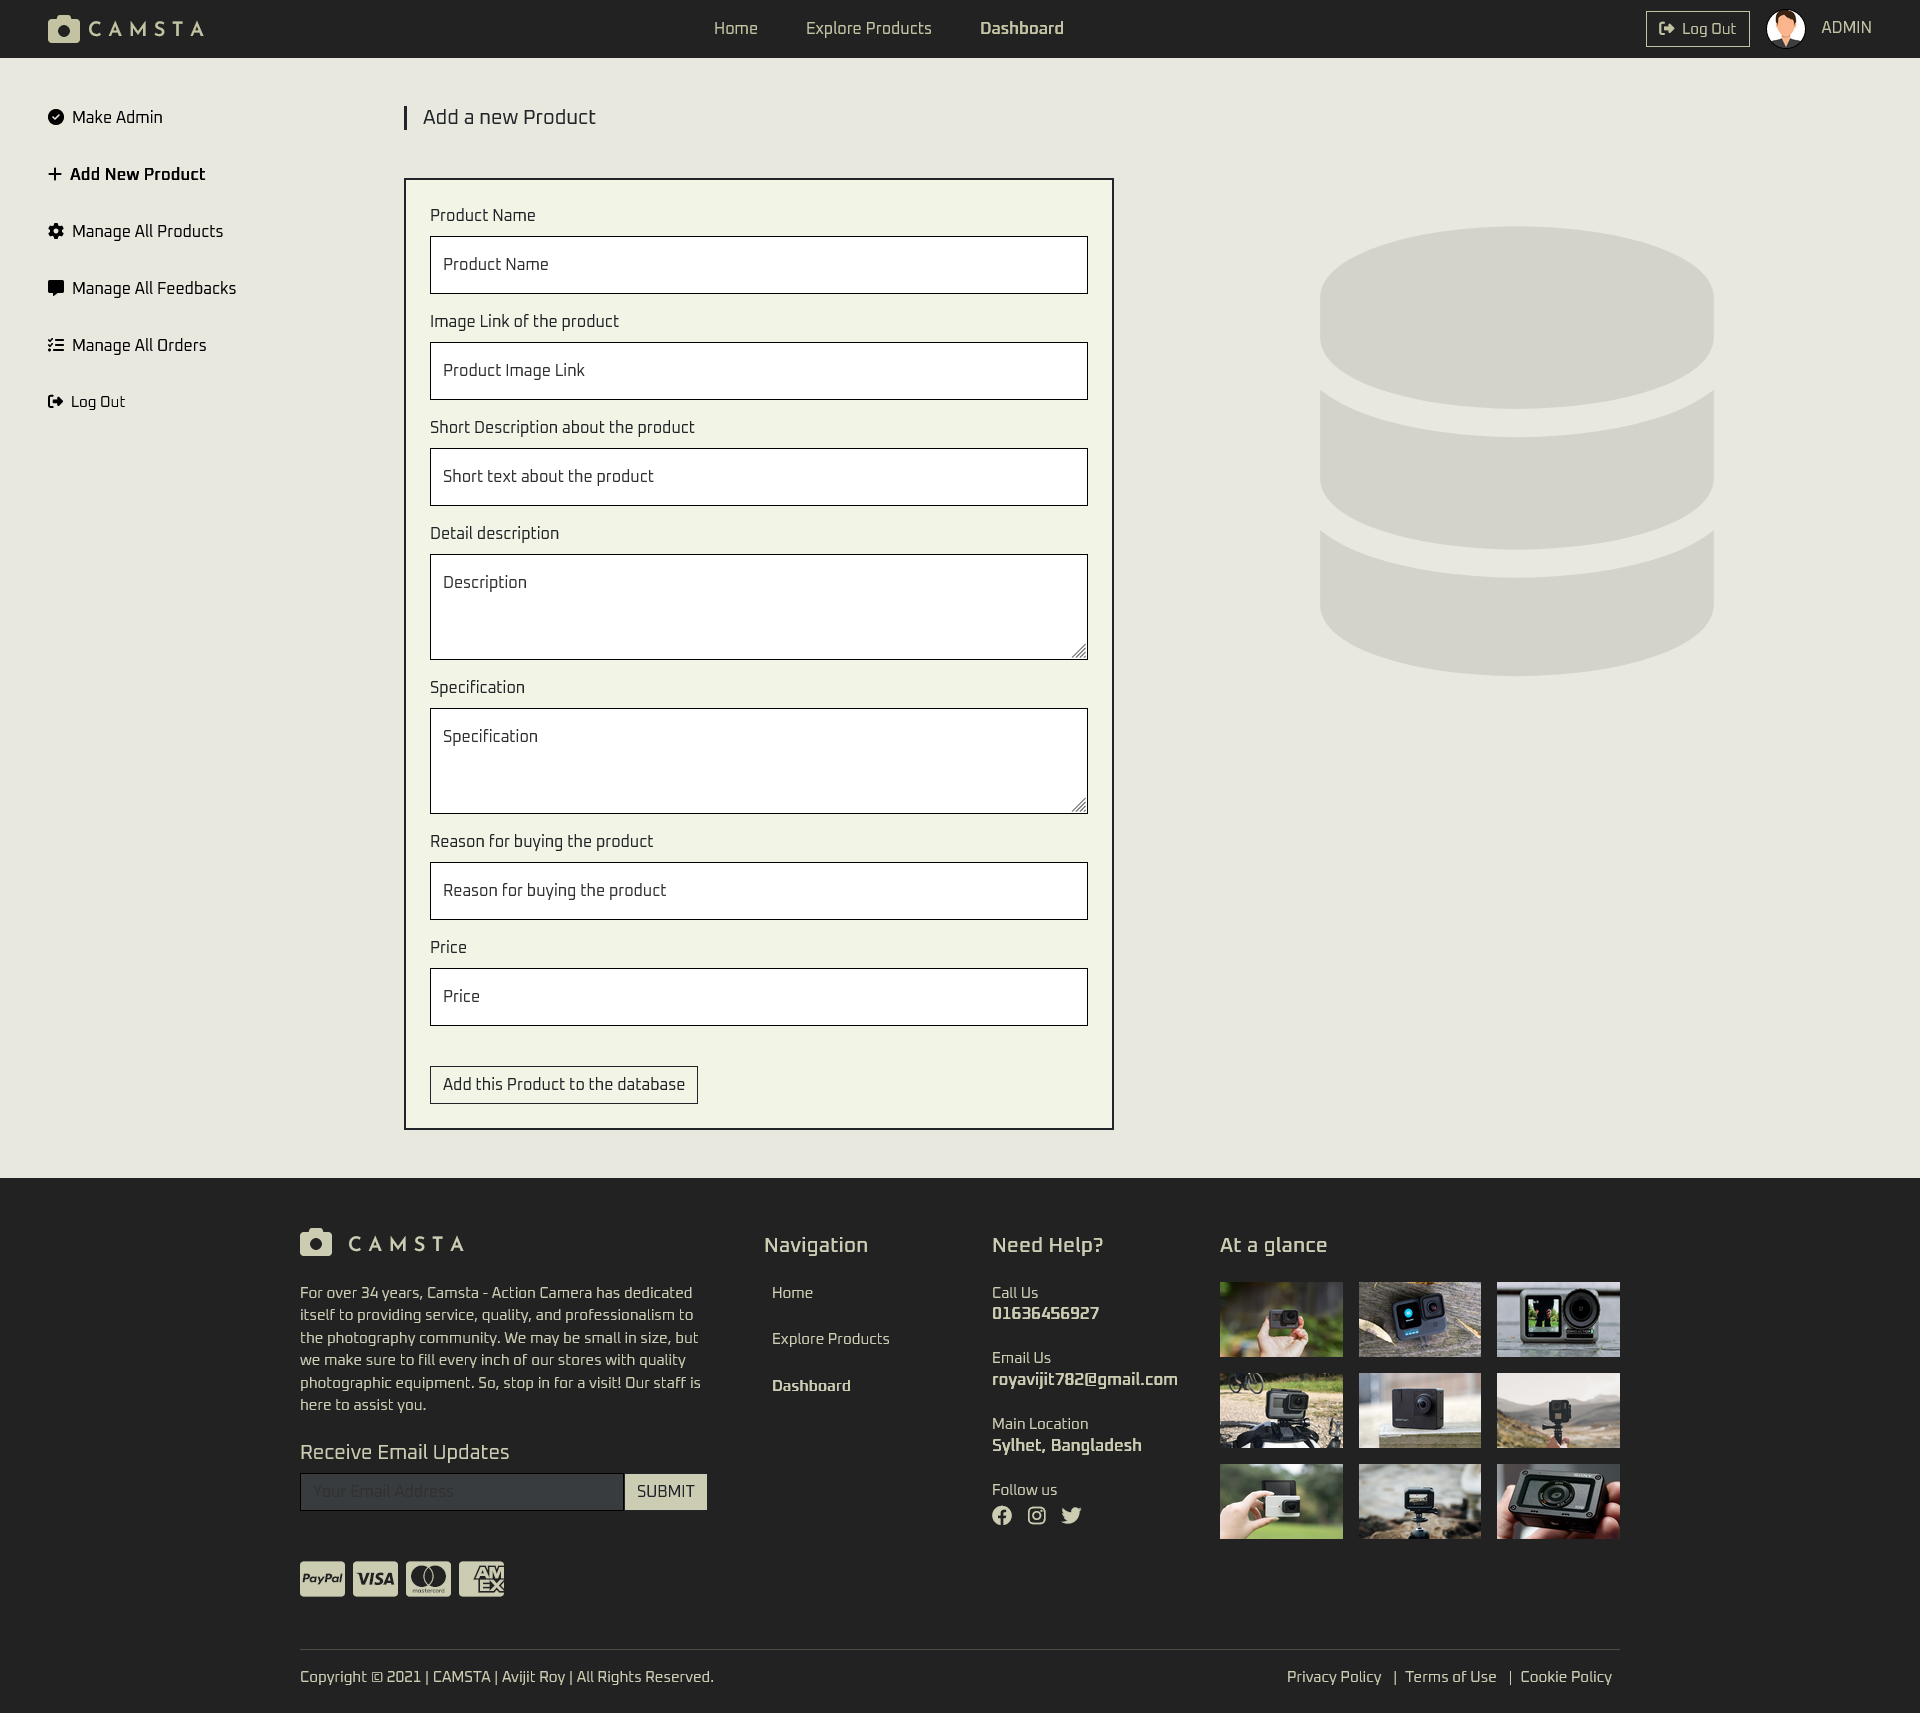 CAMSTA
Home
Explore Products
Dashboard
Log Out
ADMIN
Make Admin
Add New Product
Manage All Products
Manage All Feedbacks
Manage All Orders
Log Out
Add a new Product
Product Name
Product Name
Image Link of the product
Product Image Link
Short Description about the product
Short text about the product
Detail description
Description
Specification
Specification
Reason for buying the product
Reason for buying the product
Price
Price
Add this Product to the database
CAMSTA
For over 34 years, Camsta - Action Camera has dedicated
itself to providing service, quality, and professionalism to
the photography community. We may be small in size, but
we make sure to fill every inch of our stores with quality
photographic equipment. So, stop in for a visit! Our staff is
here to assist you.
Receive Email Updates
Your Email Address
SUBMIT
PayPal
VISA
mastercard
AM
EX
Navigation
Home
Explore Products
Dashboard
Need Help?
Call Us
01636456927
Email Us
royavijit782@gmail.com
Main Location
Sylhet, Bangladesh
Follow us
At a glance
SONY
Copyright © 2021 | CAMSTA | Avijit Roy | All Rights Reserved.
Privacy Policy | Terms of Use | Cookie Policy